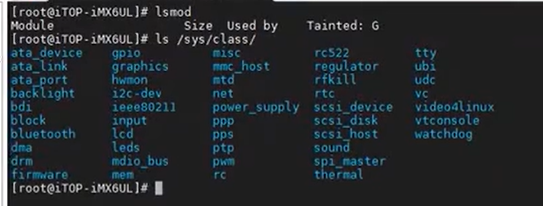 [root@iTOP-iMX6UL]# lsmod
Module Size Used by Tainted: G
[root@iTOP-iMX6UL]# ls /sys/class/
ata_device gpio misc rc522 tty
ata_link graphics mmc_host regulator ubi
ata_port hwmon mtd rfkill udc
backlight i2c-dev net rtc vc
bdi ieee80211 power_supply scsi_device video4linux
block input ppp scsi_disk vtconsole
bluetooth lcd pps scsi_host watchdog
dma leds ptp sound
drm mdio_bus pwm spi_master
firmware mem rc thermal
[root@iTOP-iMX6UL]#